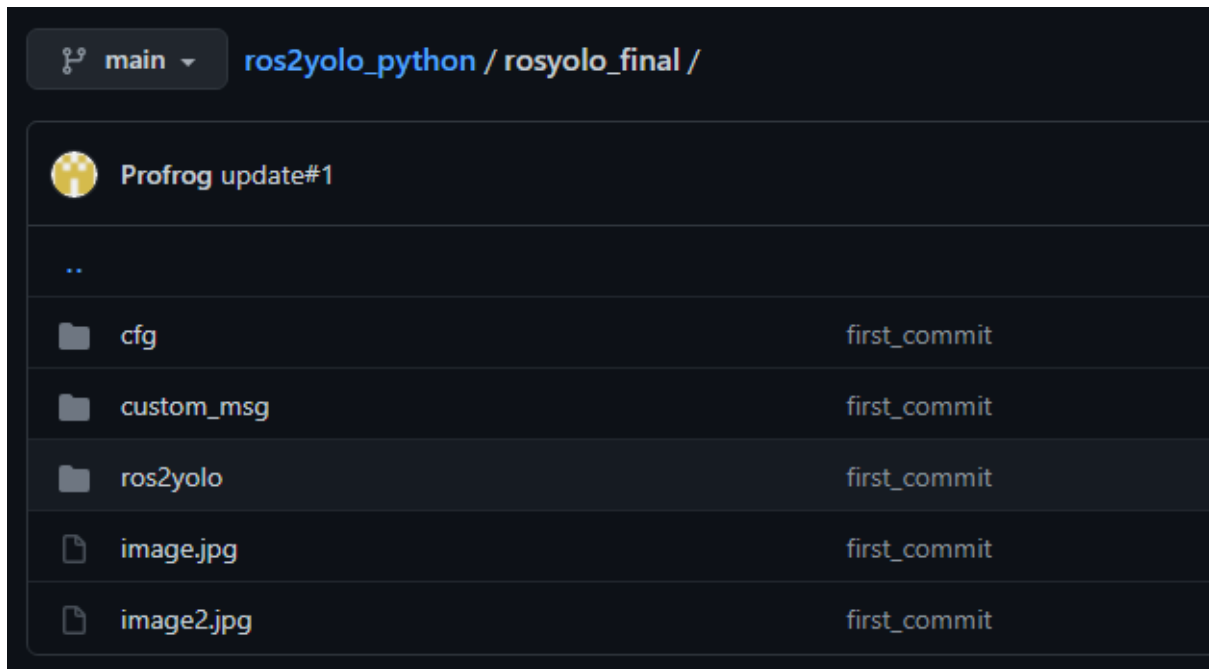 main ros2yolo_python / rosyolo_final /
Profrog update#1
..
cfg first_commit
custom_msg first_commit
ros2yolo first_commit
image.jpg first_commit
image2.jpg first_commit